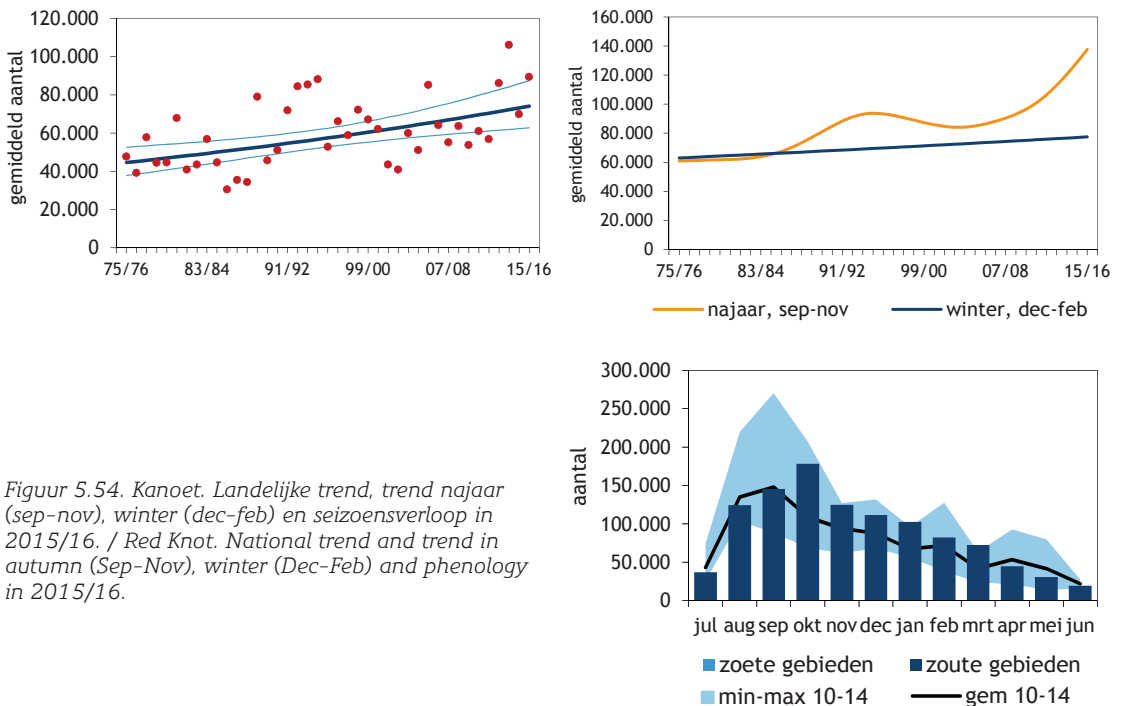 120.000
100.000
80.000
60.000
40.000
20.000
0
gemiddeld aantal
75/76 83/84 91/92 99/00 07/08 15/16
160.000
140.000
120.000
100.000
80.000
60.000
40.000
20.000
0
gemiddeld aantal
75/76 83/84 91/92 99/00 07/08 15/16
najaar, sep-nov winter, dec-feb
Figuur 5.54. Kanoet. Landelijke trend, trend najaar
(sep-nov), winter (dec-feb) en seizoensverloop in
2015/16. / Red Knot. National trend and trend in
autumn (Sep-Nov), winter (Dec-Feb) and phenology
in 2015/16.
300.000
250.000
200.000
150.000
100.000
50.000
0
aantal
jul aug sep okt nov dec jan feb mrt apr mei jun
zoete gebieden zoute gebieden
min-max 10-14 gem 10-14